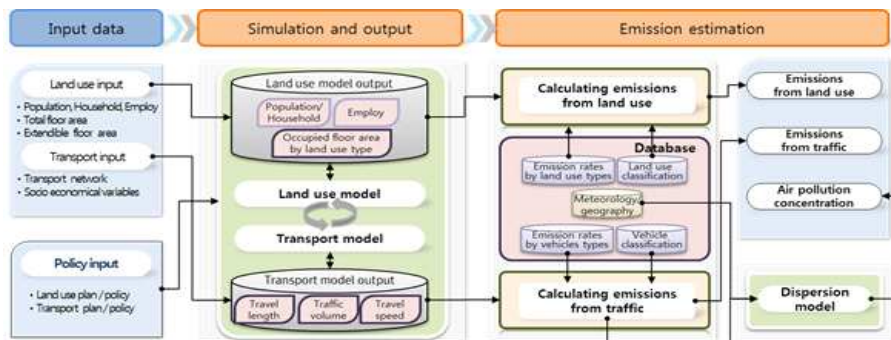 Input data
Simulation and output
Emission estimation
Land use input
• Population, Household, Employ
• Total floor area
• Extendible floor area
Transport input
• Transport network
• Socio economical variables
Policy input
• Land use plan / policy
• Transport plan / policy
Land use model output
Population/
Household
Employ
Occupied floor area
by land use type
Land use model
Transport model
Transport model output
Travel
length
Traffic
volume
Travel
speed
Calculating emissions
from land use
Database
Emission rates
by land use types
Land use
classification
Meteorology/
geography
Emission rates
by vehicles types
Vehicle
classification
Calculating emissions
from traffic
Emissions
from land use
Emissions
from traffic
Air pollution
concentration
Dispersion
model